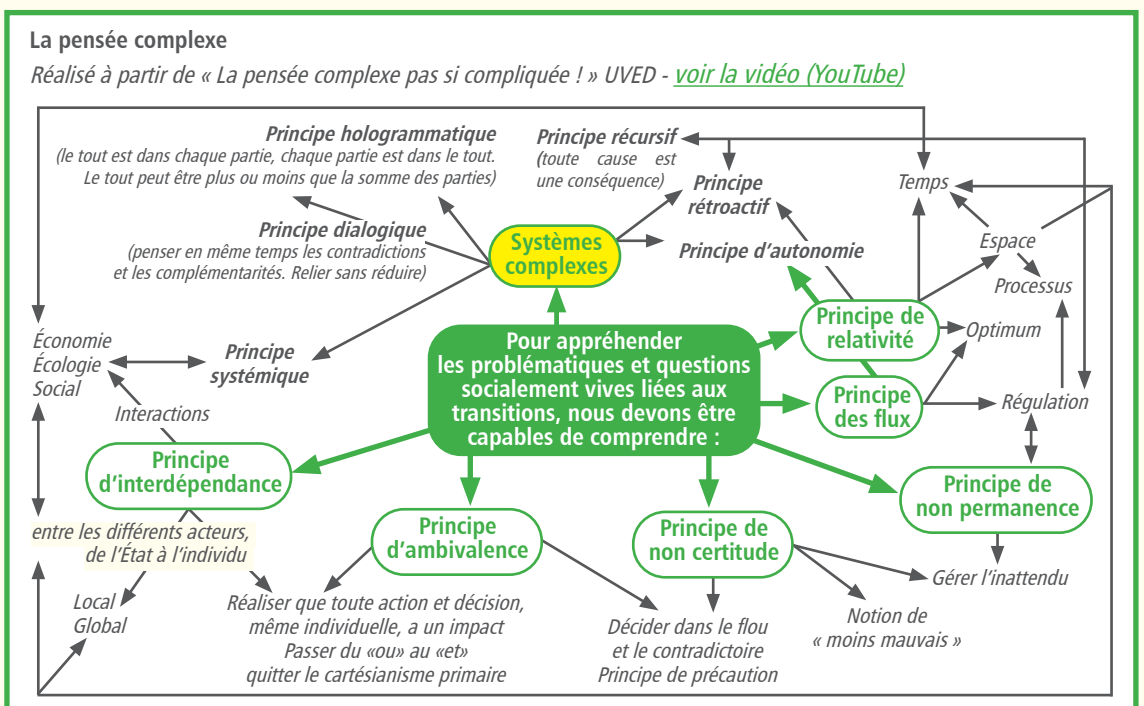 La pensée complexe
Réalisé à partir de « La pensée complexe pas si compliquée ! » UVED - voir la vidéo (YouTube)
Principe hologrammatique
(le tout est dans chaque partie, chaque partie est dans le tout.
Le tout peut être plus ou moins que la somme des parties)
Principe récursif
(toute cause est
une conséquence)
Principe
rétroactif
Temps
Principe dialogique
(penser en même temps les contradictions
et les complémentarités. Relier sans réduire)
Systèmes
complexes
Principe d'autonomie
Espace
Processus
Économie
Écologie
Social
Principe
systémique
Pour appréhender
les problématiques et questions
socialement vives liées aux
transitions, nous devons être
capables de comprendre :
Principe de
relativité
Optimum
Principe
des flux
Régulation
Interactions
Principe
d'interdépendance
Principe de
non permanence
entre les différents acteurs,
de l'État à l'individu
Principe
d'ambivalence
Principe de
non certitude
Gérer l'inattendu
Local
Global
Réaliser que toute action et décision,
même individuelle, a un impact
Passer du «ou» au «et»
quitter le cartésianisme primaire
Décider dans le flou
et le contradictoire
Principe de précaution
Notion de
« moins mauvais »